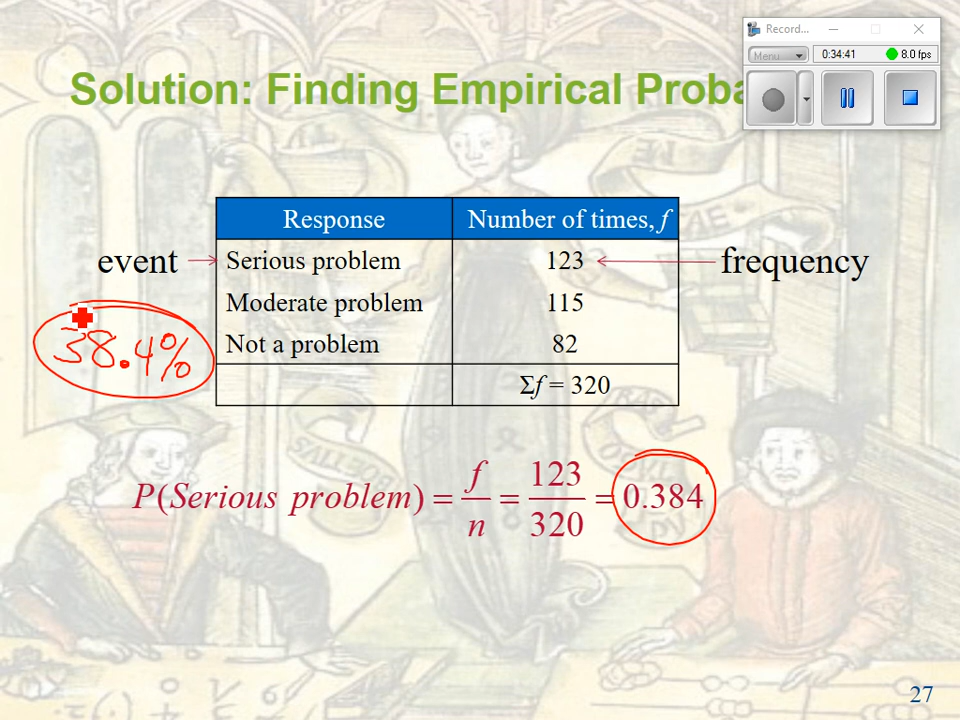 Record...
Menu
0:34:41
8.0 fps
Solution: Finding Empirical Proba
Response
Number of times, f
event
Serious problem
123
frequency
Moderate problem
115
38.4%
Not a problem
82
Σf = 320
P(Serious problem) = f/n = 123/320 = 0.384
27